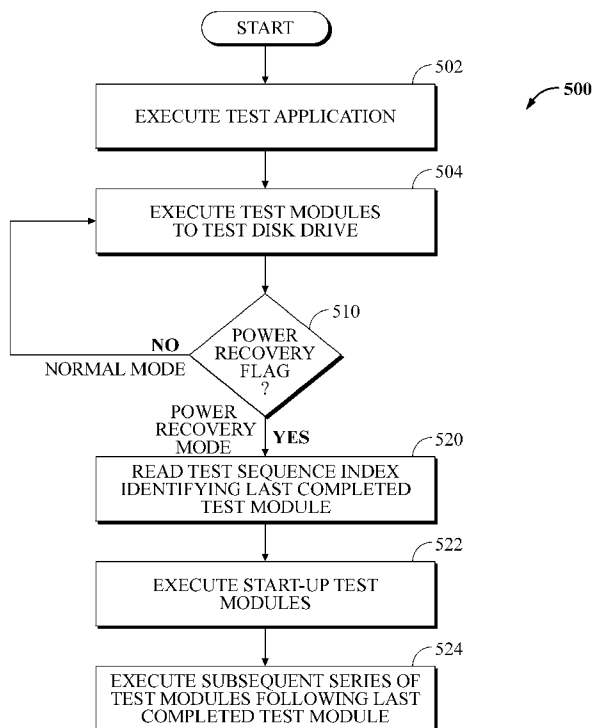 START
502
500
EXECUTE TEST APPLICATION
504
EXECUTE TEST MODULES
TO TEST DISK DRIVE
510
POWER
RECOVERY
FLAG
?
NO
NORMAL MODE
POWER
RECOVERY
MODE
YES
520
READ TEST SEQUENCE INDEX
IDENTIFYING LAST COMPLETED
TEST MODULE
522
EXECUTE START-UP TEST
MODULES
524
EXECUTE SUBSEQUENT SERIES OF
TEST MODULES FOLLOWING LAST
COMPLETED TEST MODULE